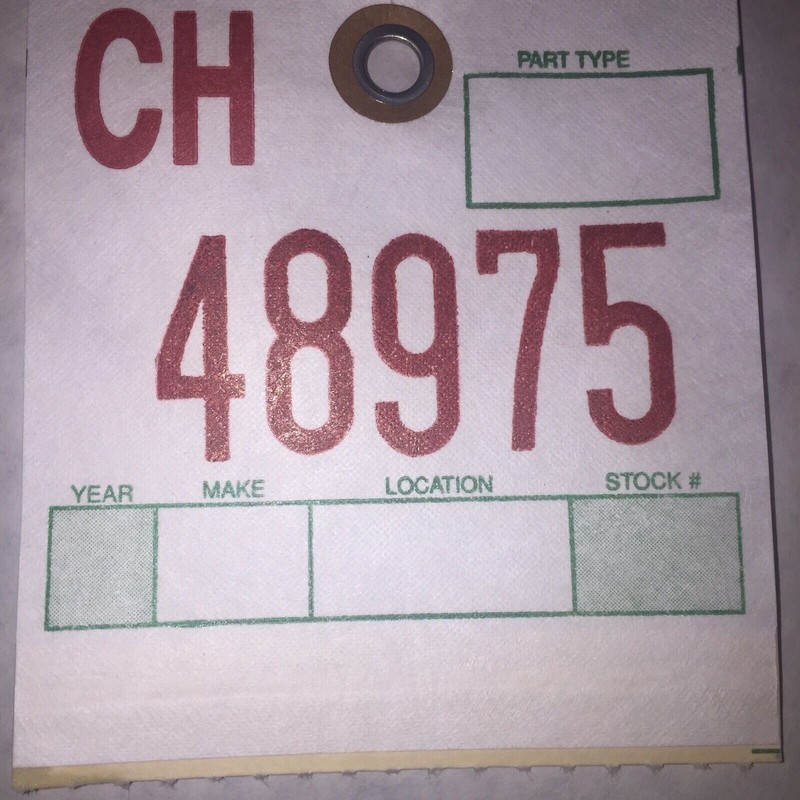 CH
PART TYPE
48975
YEAR MAKE LOCATION STOCK #